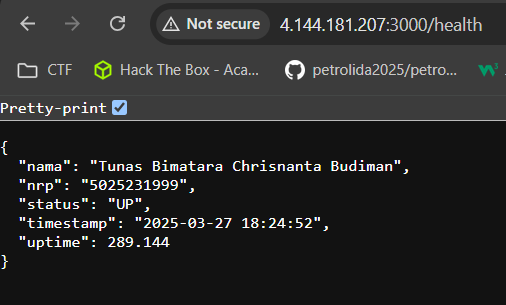 Not secure 4.144.181.207:3000/health
CTF Hack The Box - Aca... petrolida2025/petro...
Pretty-print
{
"nama": "Tunas Bimatara Chrisnanta Budiman",
"nrp": "5025231999",
"status": "UP",
"timestamp": "2025-03-27 18:24:52",
"uptime": 289.144
}